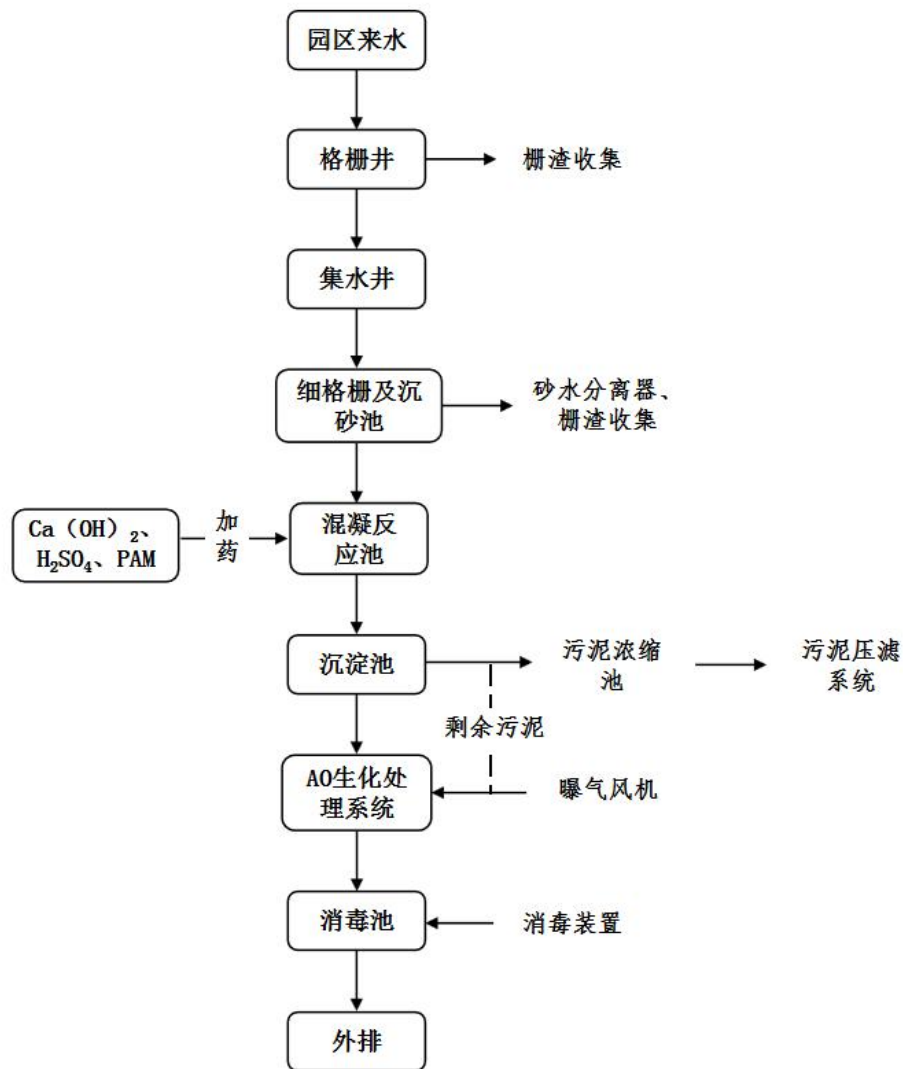 园区来水
格栅井
栅渣收集
集水井
细格栅及沉
砂池
砂水分离器、
栅渣收集
Ca（OH）₂、
H₂SO₄、PAM
加
药
混凝反
应池
沉淀池
污泥浓缩
池
污泥压滤
系统
剩余污泥
AO生化处
理系统
曝气风机
消毒池
消毒装置
外排